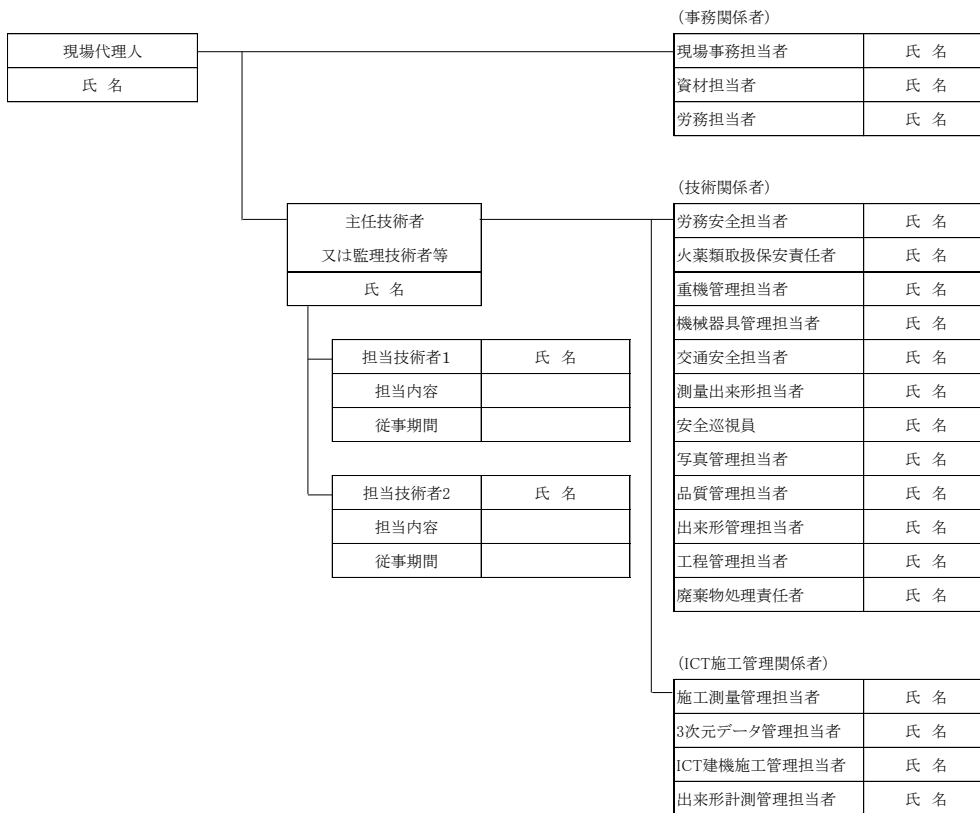 (事務関係者)
現場代理人
氏 名
現場事務担当者 氏 名
資材担当者 氏 名
労務担当者 氏 名
(技術関係者)
主任技術者
又は監理技術者等
氏 名
労務安全担当者 氏 名
火薬類取扱保安責任者 氏 名
重機管理担当者 氏 名
機械器具管理担当者 氏 名
交通安全担当者 氏 名
測量出来形担当者 氏 名
安全巡視員 氏 名
写真管理担当者 氏 名
品質管理担当者 氏 名
出来形管理担当者 氏 名
工程管理担当者 氏 名
廃棄物処理責任者 氏 名
担当技術者1 氏 名
担当内容
従事期間
担当技術者2 氏 名
担当内容
従事期間
(ICT施工管理関係者)
施工測量管理担当者 氏 名
3次元データ管理担当者 氏 名
ICT建機施工管理担当者 氏 名
出来形計測管理担当者 氏 名